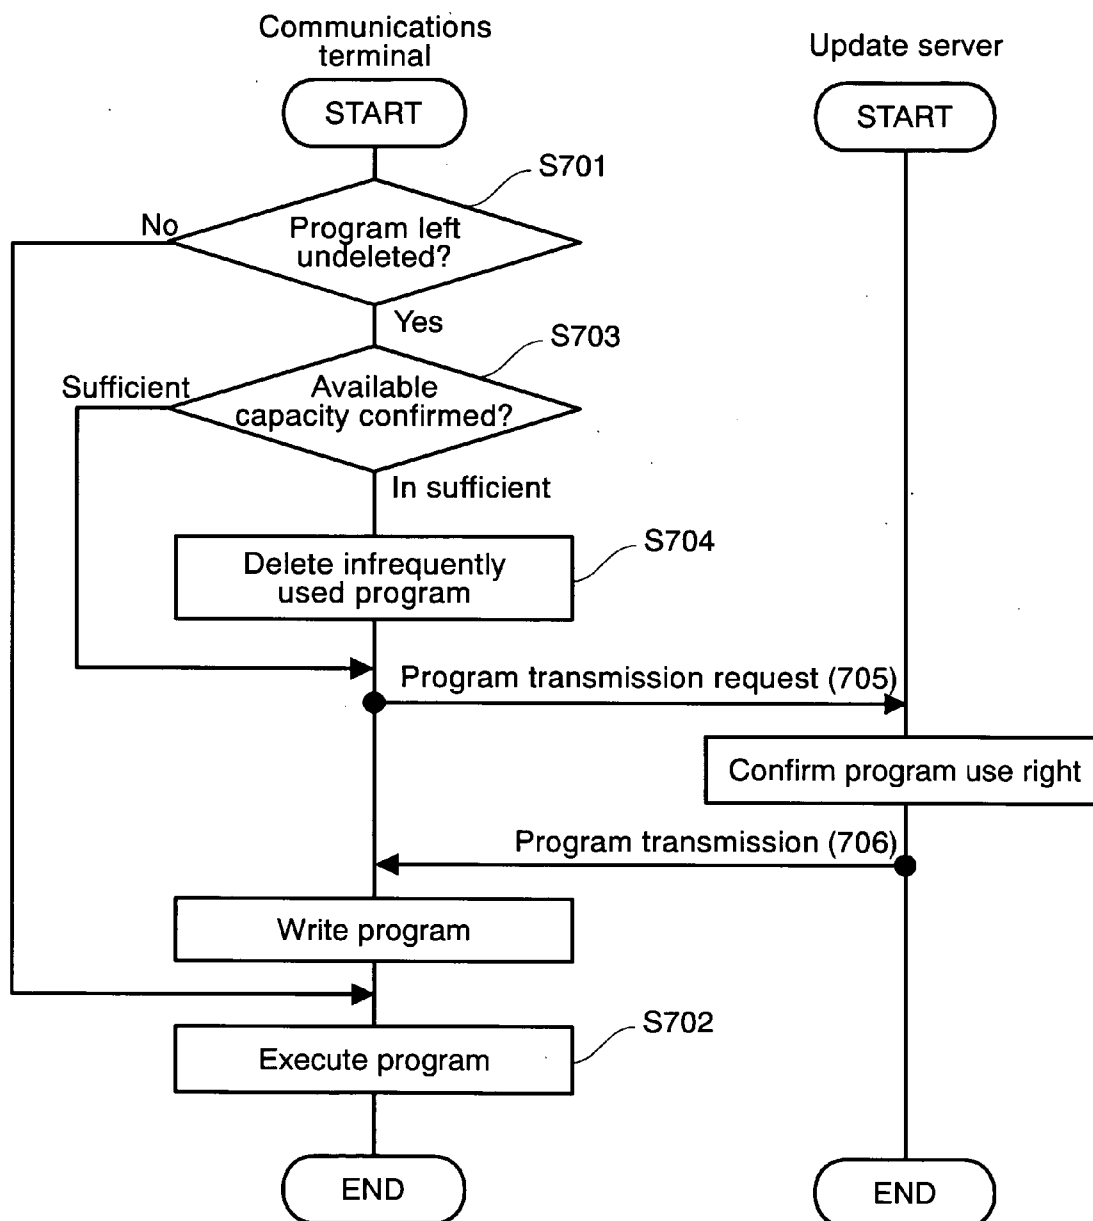 Communications
terminal
Update server
START
START
S701
No
Program left
undeleted?
Yes
S703
Sufficient
Available
capacity confirmed?
In sufficient
S704
Delete infrequently
used program
Program transmission request (705)
Confirm program use right
Program transmission (706)
Write program
S702
Execute program
END
END